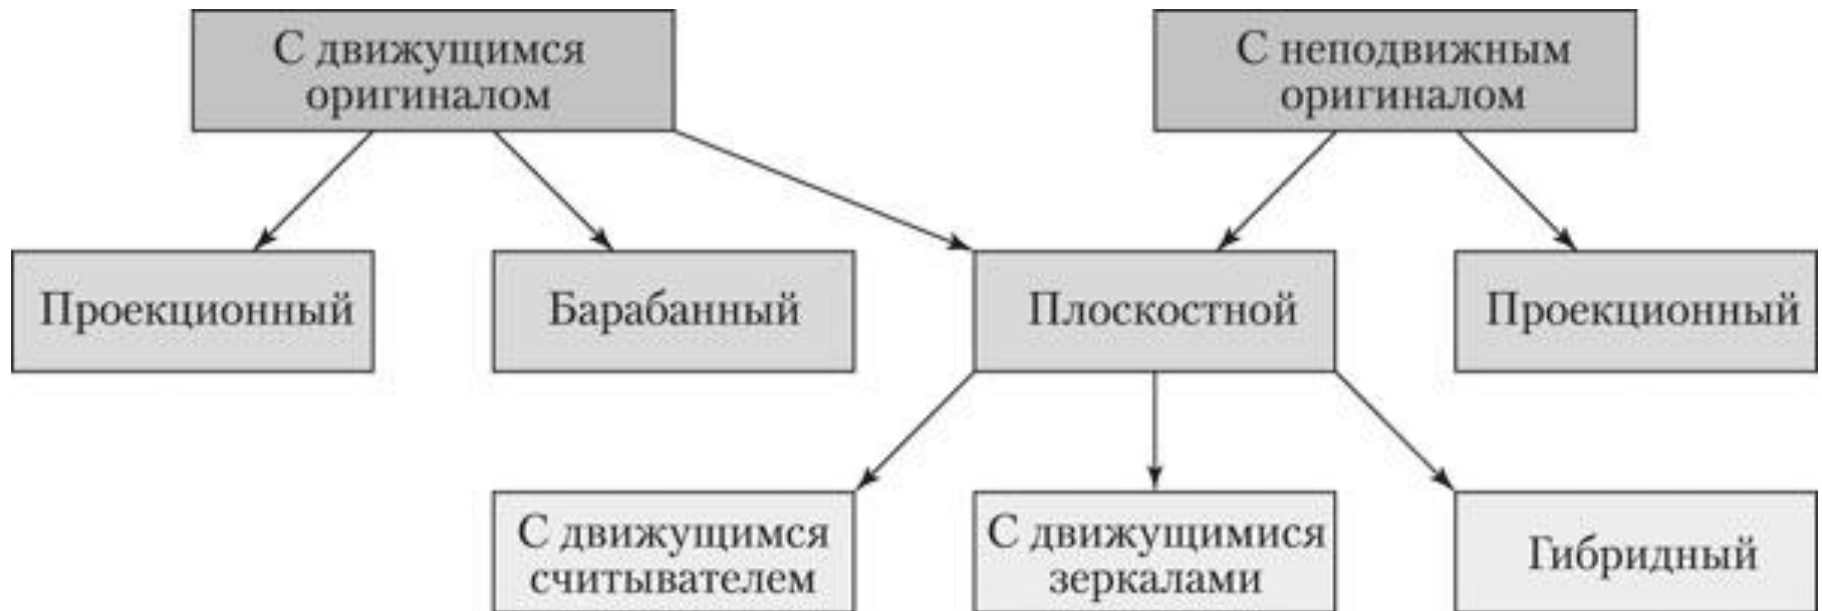 С движущимся
оригиналом
С неподвижным
оригиналом
Проекционный
Барабанный
Плоскостной
Проекционный
С движущимся
считывателем
С движущимися
зеркалами
Гибридный